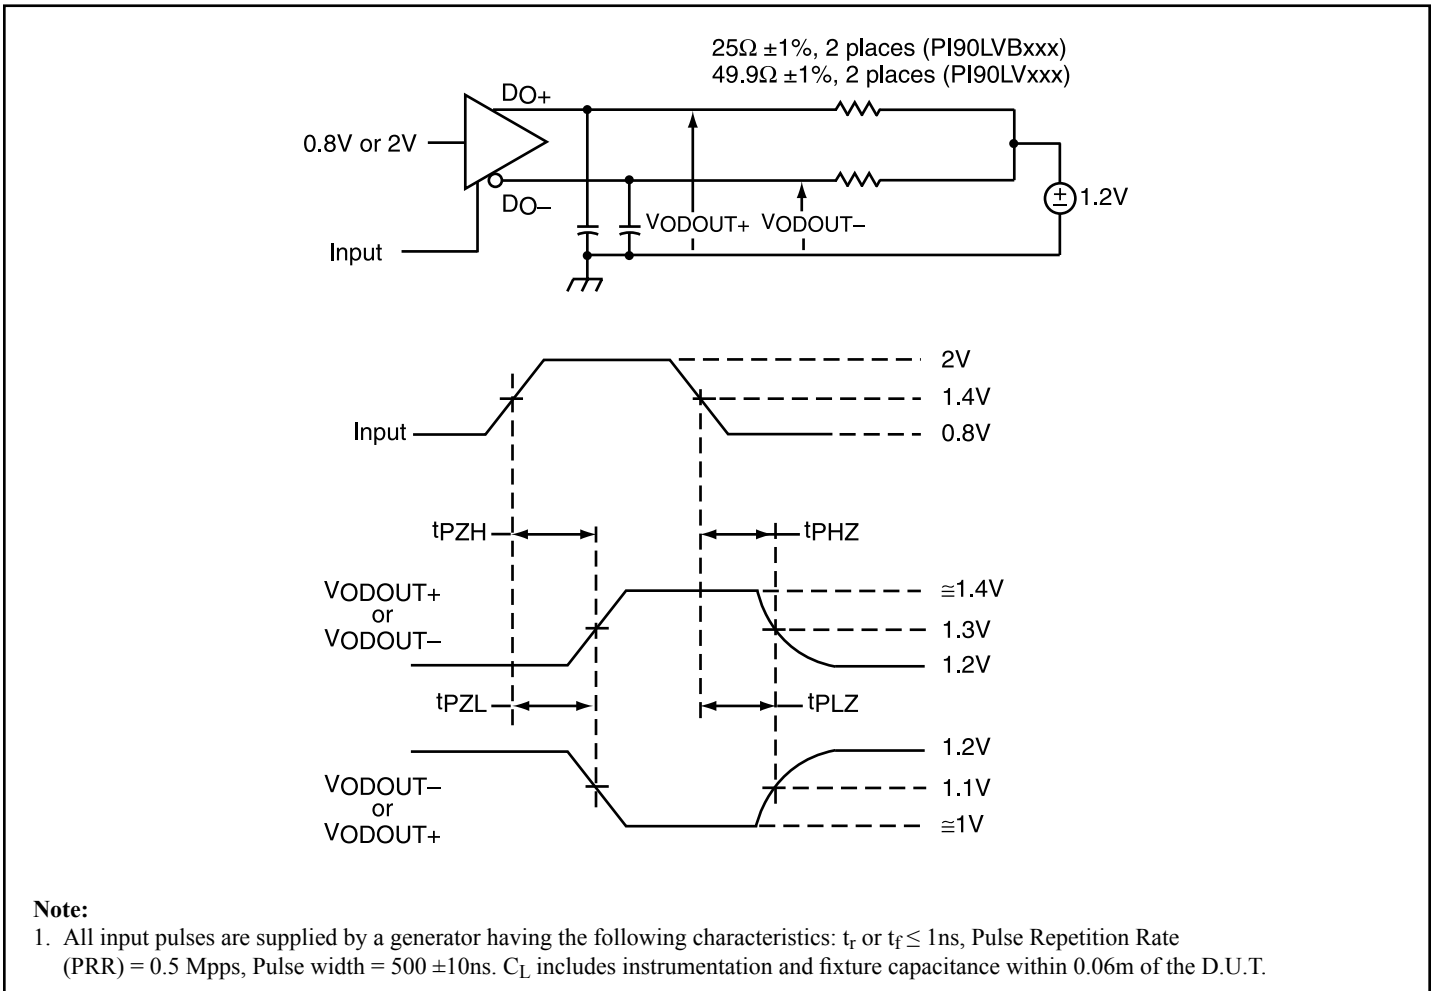 25Ω ±1%, 2 places (PI90LVBxxx)
49.9Ω ±1%, 2 places (PI90LVxxx)
DO+
0.8V or 2V
DO–
VODOUT+ VODOUT–
±
1.2V
Input
2V
1.4V
Input
0.8V
tPZH
tPHZ
VODOUT+
or
VODOUT–
≅1.4V
1.3V
1.2V
tPZL
tPLZ
VODOUT–
or
VODOUT+
1.2V
1.1V
≅1V
Note:
1. All input pulses are supplied by a generator having the following characteristics: tr or tf ≤ 1ns, Pulse Repetition Rate
(PRR) = 0.5 Mpps, Pulse width = 500 ±10ns. CL includes instrumentation and fixture capacitance within 0.06m of the D.U.T.